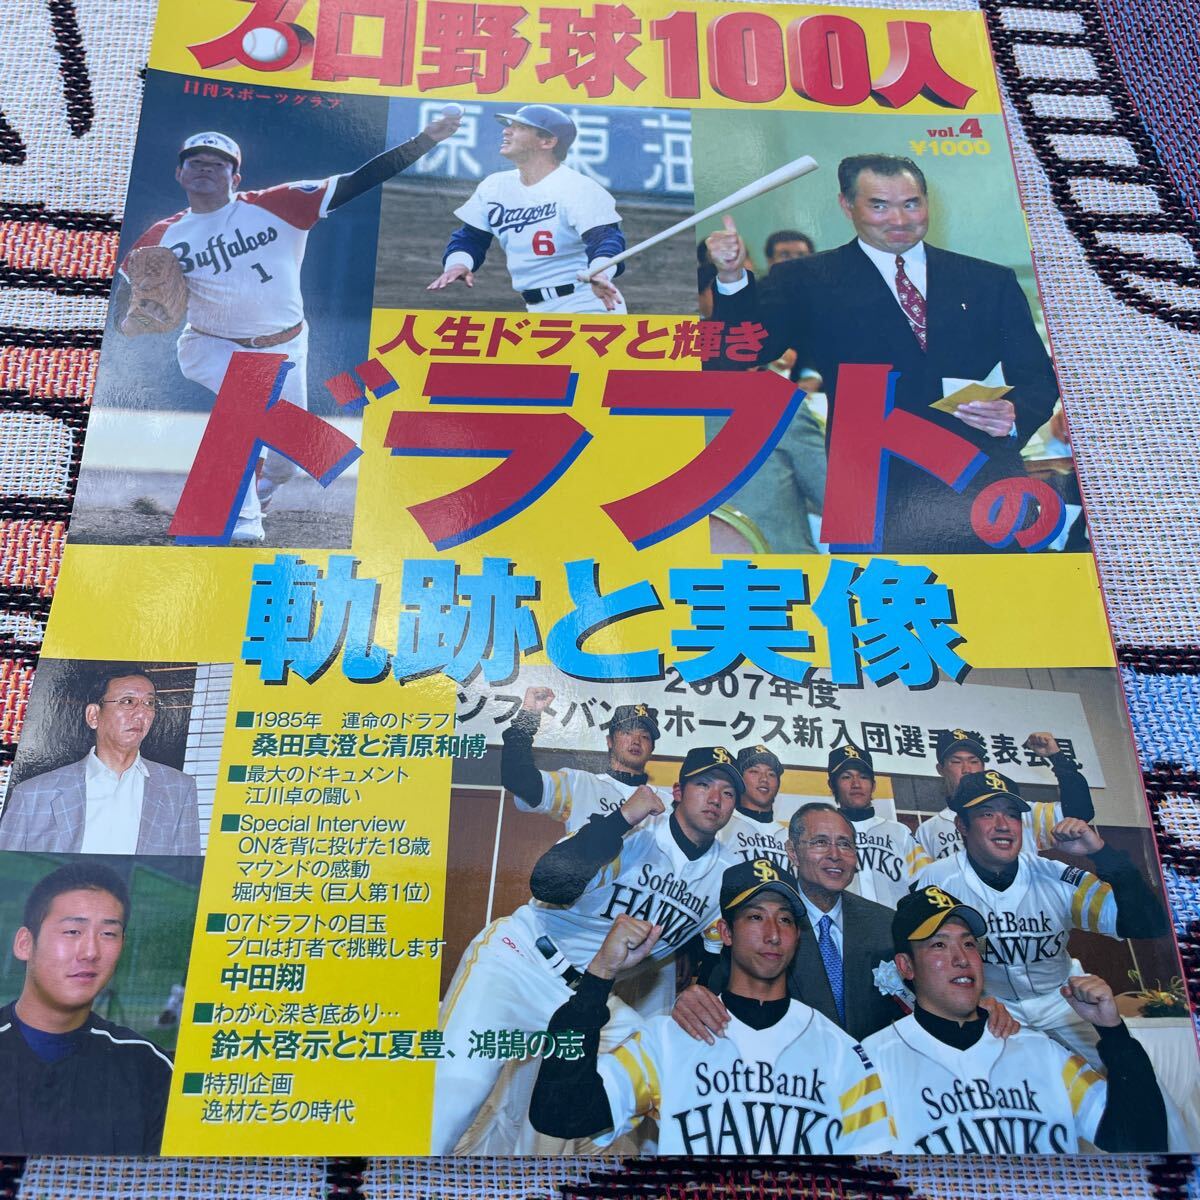 プロ野球100人
日刊スポーツグラフ
vol.4
¥1000
原 東海
Buffaloes
1
Dragons
6
人生ドラマと輝き
ドラフトの
軌跡と実像
2007年度
ソフトバンクホークス新入団選手発表会見
■1985年 運命のドラフト
桑田真澄と清原和博
■最大のドキュメント
江川卓の闘い
■Special Interview
ONを背に投げた18歳
マウンドの感動
堀内恒夫（巨人第1位）
■07ドラフトの目玉
プロは打者で挑戦します
中田翔
■わが心深き底あり…
鈴木啓示と江夏豊、鴻鵠の志
■特別企画
逸材たちの時代
SoftBank
HAWKS
SoftBank
HAWKS
SoftBank
HAWKS
SoftBank
HAWKS
SoftBank
HAWKS